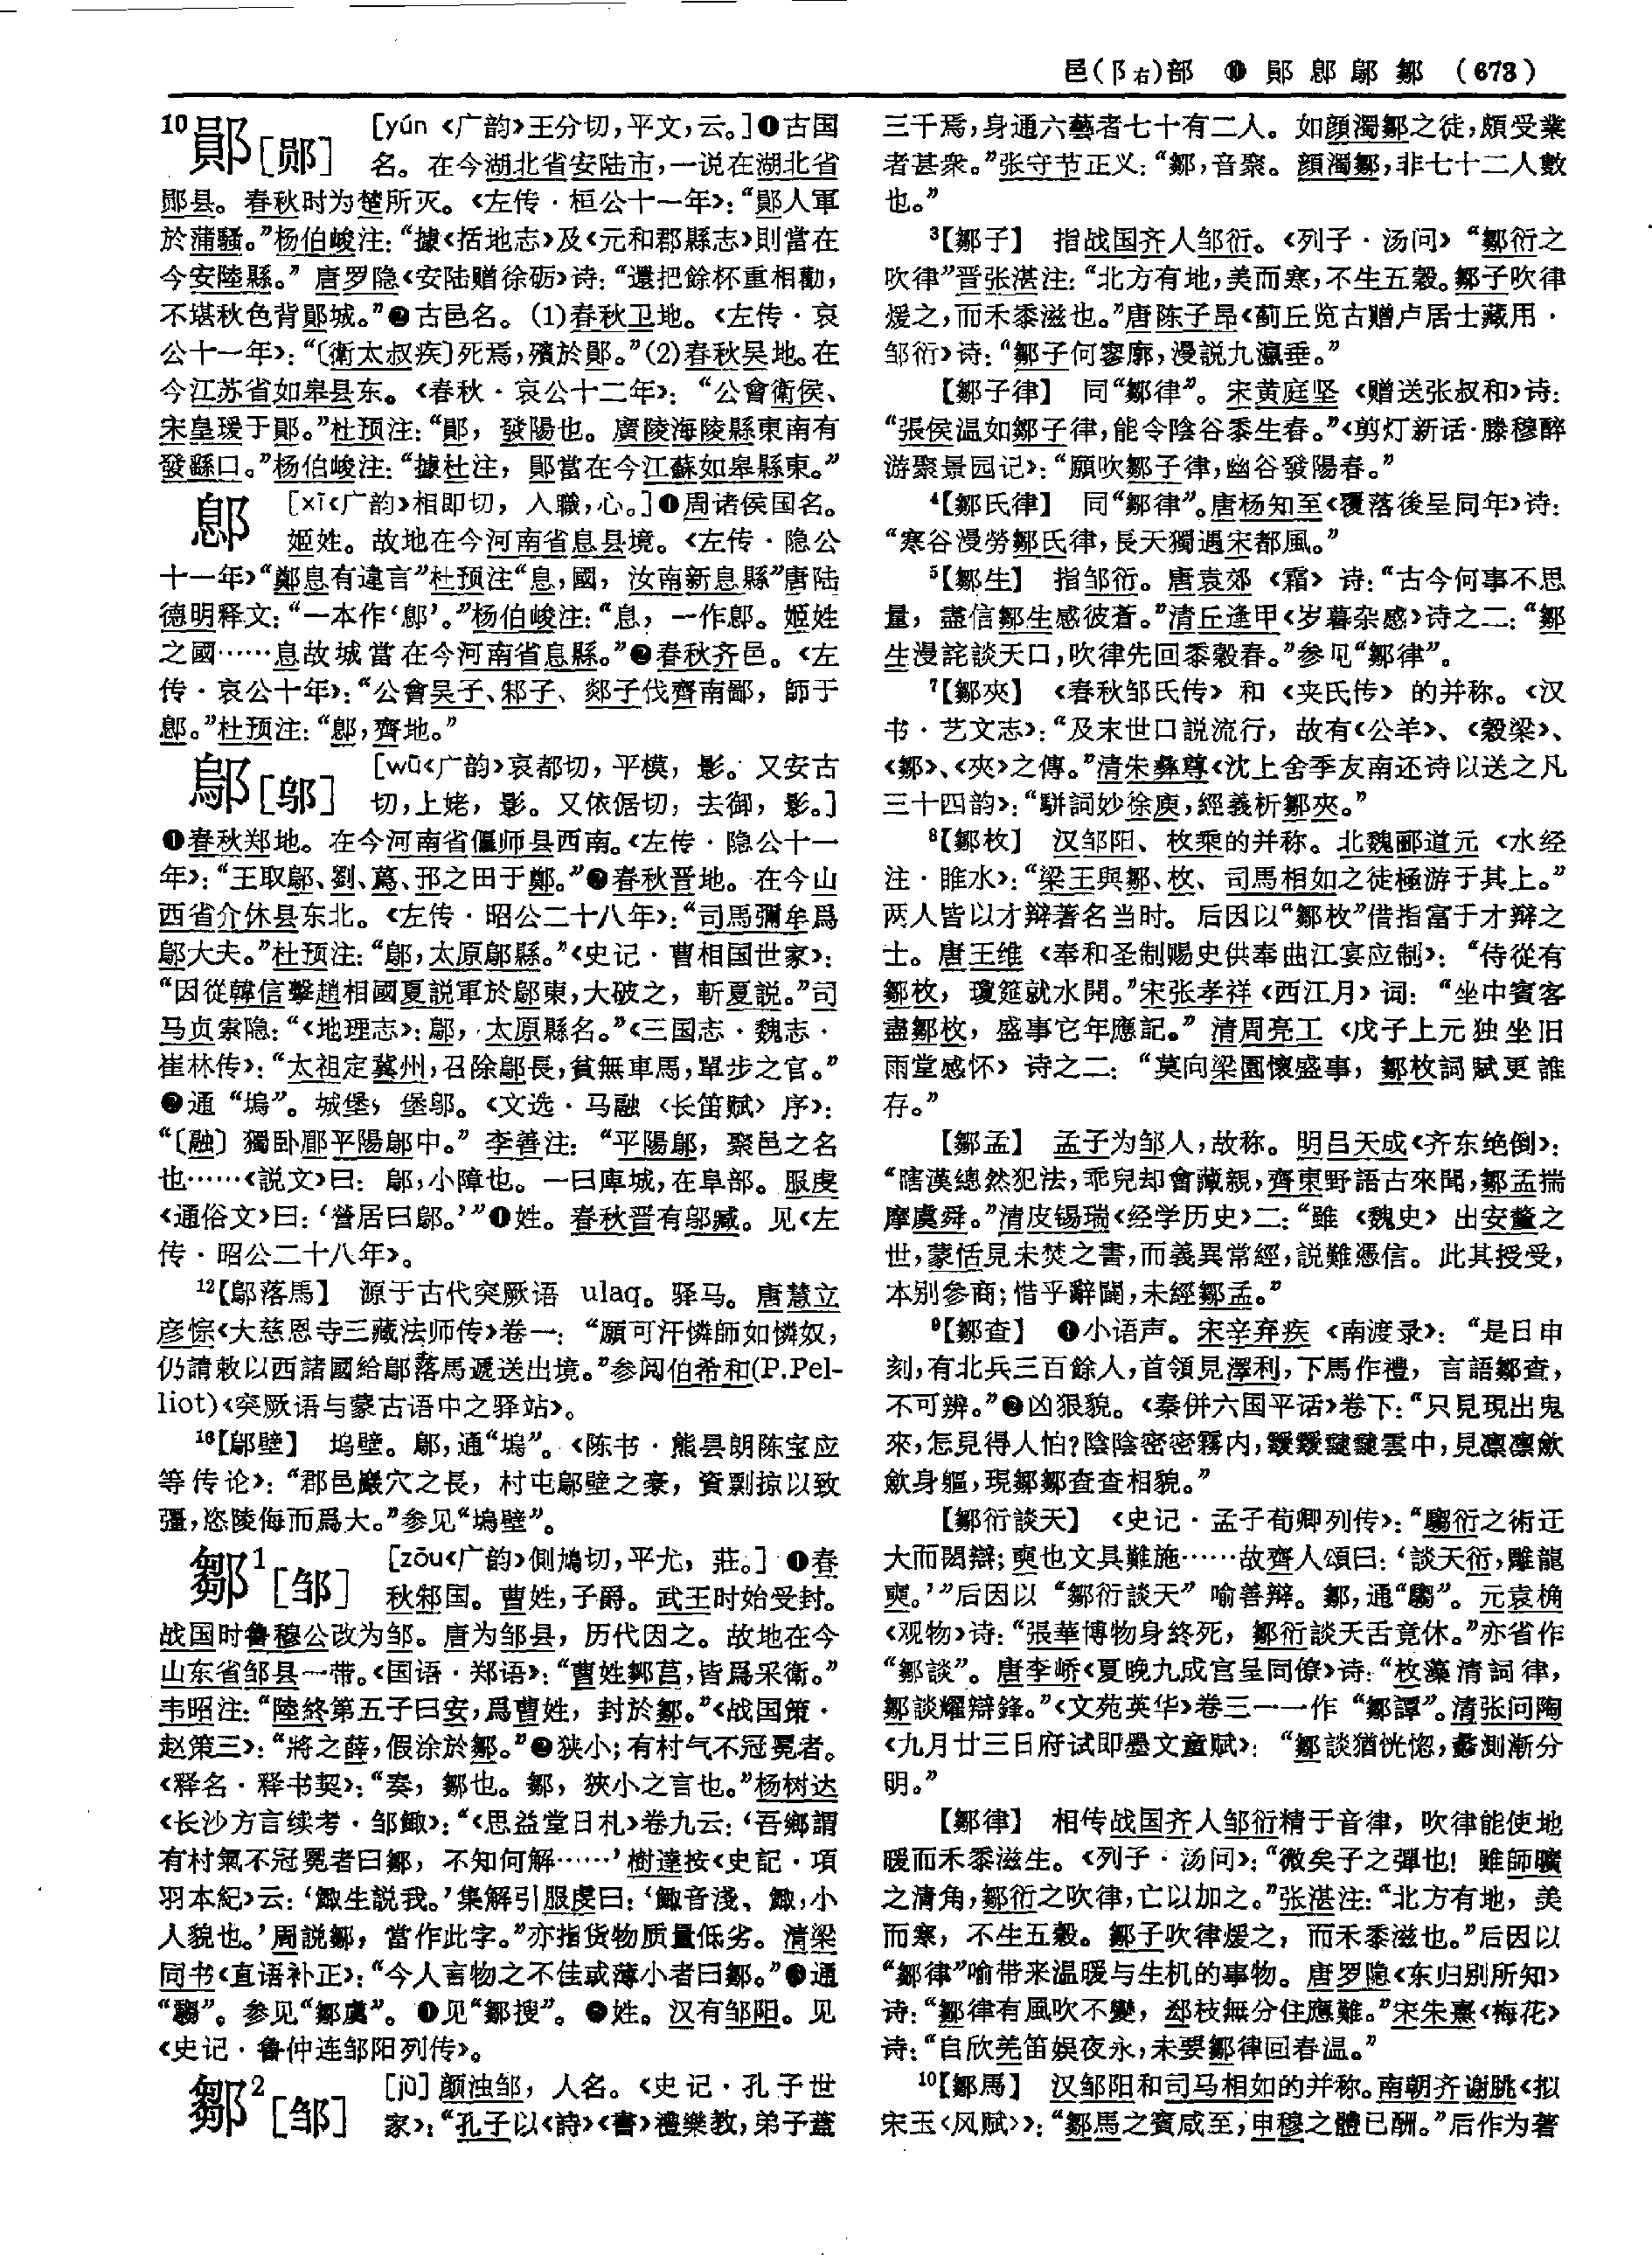 邑(阝右)部 ❿ 鄖鄎鄔鄒 (673)
10鄖[郧] [yún《广韵》王分切,平文,云。]❶古国
名。在今湖北省安陆市,一说在湖北省
郧县。春秋时为楚所灭。《左传·桓公十一年》:“鄖人軍
於蒲騷。”杨伯峻注:“據《括地志》及《元和郡縣志》則當在
今安陸縣。”唐罗隐《安陆赠徐砺》诗:“還把餘杯重相勸,
不堪秋色背鄖城。”❷古邑名。(1)春秋卫地。《左传·哀
公十一年》:“〔衛太叔疾〕死焉,殯於鄖。”(2)春秋吴地。在
今江苏省如皋县东。《春秋·哀公十二年》:“公會衛侯、
宋皇瑗于鄖。”杜预注:“鄖,發陽也。廣陵海陵縣東南有
發繇口。”杨伯峻注:“據杜注,鄖當在今江蘇如皋縣東。”
鄎 [xī《广韵》相即切,入職,心。]❶周诸侯国名。
姬姓。故地在今河南省息县境。《左传·隐公
十一年》“鄭息有違言”杜预注“息,國,汝南新息縣”唐陆
德明释文:“一本作‘鄎’。”杨伯峻注:“息,一作鄎。姬姓
之國……息故城當在今河南省息縣。”❷春秋齐邑。《左
传·哀公十年》:“公會吴子、邾子、郯子伐齊南鄙,師于
鄎。”杜预注:“鄎,齊地。”
鄔[邬] [wū《广韵》哀都切,平模,影。又安古
切,上姥,影。又依倨切,去御,影。]
❶春秋郑地。在今河南省偃师县西南。《左传·隐公十一
年》:“王取鄔、劉、蔿、邘之田于鄭。”❷春秋晋地。在今山
西省介休县东北。《左传·昭公二十八年》:“司馬彌牟爲
鄔大夫。”杜预注:“鄔,太原鄔縣。”《史记·曹相国世家》:
“因從韓信擊趙相國夏説軍於鄔東,大破之,斬夏説。”司
马贞索隐:“《地理志》:鄔,太原縣名。”《三国志·魏志·
崔林传》:“太祖定冀州,召除鄔長,貧無車馬,單步之官。”
❸通“塢”。城堡,堡邬。《文选·马融〈长笛赋〉序》:
“〔融〕獨卧郿平陽鄔中。”李善注:“平陽鄔,聚邑之名
也……《説文》曰:鄔,小障也。一曰庳城,在阜部。服虔
《通俗文》曰:‘營居曰鄔。’”❹姓。春秋晋有邬臧。见《左
传·昭公二十八年》。
12【鄔落馬】 源于古代突厥语 ulaq。驿马。唐慧立
彦悰《大慈恩寺三藏法师传》卷一:“願可汗憐師如憐奴,
仍請敕以西諸國給鄔落馬遞送出境。”参阅伯希和(P.Pel-
liot)《突厥语与蒙古语中之驿站》。
16【鄔壁】 坞壁。鄔,通“塢”。《陈书·熊昙朗陈宝应
等传论》:“郡邑巖穴之長,村屯鄔壁之豪,資剽掠以致
彊,恣陵侮而爲大。”参见“塢壁”。
鄒1[邹] [zōu《广韵》側鳩切,平尤,莊。] ❶春
秋邾国。曹姓,子爵。武王时始受封。
战国时鲁穆公改为邹。唐为邹县,历代因之。故地在今
山东省邹县一带。《国语·郑语》:“曹姓鄒莒,皆爲采衛。”
韦昭注:“陸終第五子曰安,爲曹姓,封於鄒。”《战国策·
赵策三》:“將之薛,假涂於鄒。”❷狭小;有村气不冠冕者。
《释名·释书契》:“奏,鄒也。鄒,狹小之言也。”杨树达
《长沙方言续考·邹鲰》:“《思益堂日札》卷九云:‘吾鄉謂
有村氣不冠冕者曰鄒,不知何解……’樹達按《史記·項
羽本紀》云:‘鯫生説我。’集解引服虔曰:‘鯫音淺、鯫,小
人貌也。’周説鄒,當作此字。”亦指货物质量低劣。清梁
同书《直语补正》:“今人言物之不佳或薄小者曰鄒。”❸通
“騶”。参见“鄒虞”。❹见“鄒搜”。❺姓。汉有邹阳。见
《史记·鲁仲连邹阳列传》。
鄒2[邹] [jù] 颜浊邹,人名。《史记·孔子世
家》:“孔子以《詩》《書》禮樂教,弟子蓋
三千焉,身通六藝者七十有二人。如顔濁鄒之徒,頗受業
者甚衆。”张守节正义:“鄒,音聚。顔濁鄒,非七十二人數
也。”
3【鄒子】 指战国齐人邹衍。《列子·汤问》“鄒衍之
吹律”晋张湛注:“北方有地,美而寒,不生五穀。鄒子吹律
煖之,而禾黍滋也。”唐陈子昂《蓟丘览古赠卢居士藏用·
邹衍》诗:“鄒子何寥廓,漫説九瀛垂。”
【鄒子律】 同“鄒律”。宋黄庭坚《赠送张叔和》诗:
“張侯温如鄒子律,能令陰谷黍生春。”《剪灯新话·滕穆醉
游聚景园记》:“願吹鄒子律,幽谷發陽春。”
4【鄒氏律】 同“鄒律”。唐杨知至《覆落後呈同年》诗:
“寒谷漫勞鄒氏律,長天獨遇宋都風。”
5【鄒生】 指邹衍。唐袁郊《霜》诗:“古今何事不思
量,盡信鄒生感彼蒼。”清丘逢甲《岁暮杂感》诗之二:“鄒
生漫詫談天口,吹律先回黍穀春。”参见“鄒律”。
7【鄒夾】 《春秋邹氏传》和《夹氏传》的并称。《汉
书·艺文志》:“及末世口説流行,故有《公羊》、《穀梁》、
《鄒》、《夾》之傳。”清朱彝尊《沈上舍季友南还诗以送之凡
三十四韵》:“駢詞妙徐庾,經義析鄒夾。”
8【鄒枚】 汉邹阳、枚乘的并称。北魏郦道元《水经
注·睢水》:“梁王與鄒、枚、司馬相如之徒極游于其上。”
两人皆以才辩著名当时。后因以“鄒枚”借指富于才辩之
士。唐王维《奉和圣制赐史供奉曲江宴应制》:“侍從有
鄒枚,瓊筵就水開。”宋张孝祥《西江月》词:“坐中賓客
盡鄒枚,盛事它年應記。”清周亮工《戊子上元独坐旧
雨堂感怀》诗之二:“莫向梁園懷盛事,鄒枚詞賦更誰
存。”
【鄒孟】 孟子为邹人,故称。明吕天成《齐东绝倒》:
“瞎漢總然犯法,乖兒却會藏親,齊東野語古來聞,鄒孟揣
摩虞舜。”清皮锡瑞《经学历史》二:“雖《魏史》出安釐之
世,蒙恬見未焚之書,而義異常經,説難憑信。此其授受,
本别參商;惜乎辭闢,未經鄒孟。”
9【鄒查】 ❶小语声。宋辛弃疾《南渡录》:“是日申
刻,有北兵三百餘人,首領見澤利,下馬作禮,言語鄒查,
不可辨。”❷凶狠貌。《秦併六国平话》卷下:“只見現出鬼
來,怎見得人怕?陰陰密密霧内,靉靉靆靆雲中,見凛凛歛
歛身軀,現鄒鄒查查相貌。”
【鄒衍談天】 《史记·孟子荀卿列传》:“騶衍之術迂
大而閎辯;奭也文具難施……故齊人頌曰:‘談天衍,雕龍
奭。’”后因以“鄒衍談天”喻善辩。鄒,通“騶”。元袁桷
《观物》诗:“張華博物身終死,鄒衍談天舌竟休。”亦省作
“鄒談”。唐李峤《夏晚九成宫呈同僚》诗:“枚藻清詞律,
鄒談耀辯鋒。”《文苑英华》卷三一一作“鄒譚”。清张问陶
《九月廿三日府试即墨文童赋》:“鄒談猶恍惚,蠡測漸分
明。”
【鄒律】 相传战国齐人邹衍精于音律,吹律能使地
暖而禾黍滋生。《列子·汤问》:“微矣子之彈也!雖師曠
之清角,鄒衍之吹律,亡以加之。”张湛注:“北方有地,美
而寒,不生五穀。鄒子吹律煖之,而禾黍滋也。”后因以
“鄒律”喻带来温暖与生机的事物。唐罗隐《东归别所知》
诗:“鄒律有風吹不變,郄枝無分住應難。”宋朱熹《梅花》
诗:“自欣羌笛娱夜永,未要鄒律回春温。”
10【鄒馬】 汉邹阳和司马相如的并称。南朝齐谢朓《拟
宋玉〈风赋〉》:“鄒馬之賓咸至,申穆之體已酬。”后作为著